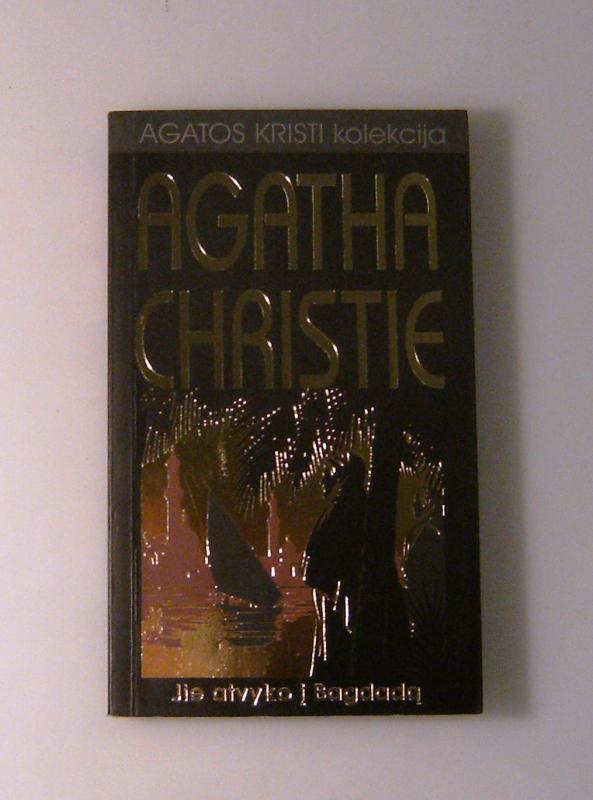 AGATOS KRISTI kolekcija
AGATHA
CHRISTIE
Jie atvyko į Bagdadą